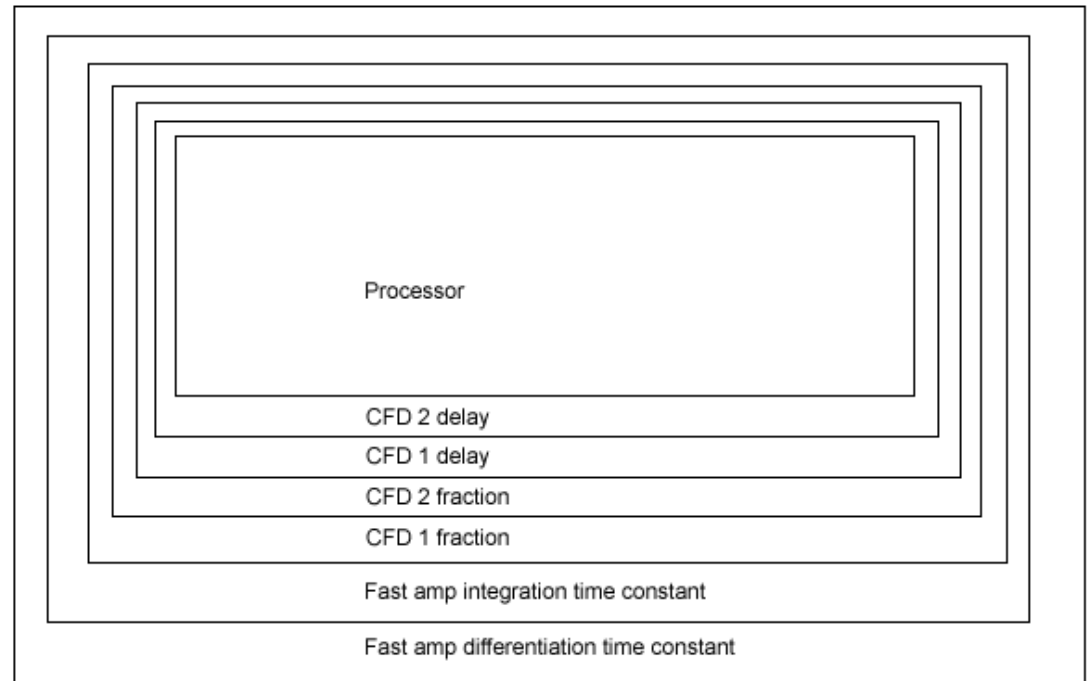 Processor
CFD 2 delay
CFD 1 delay
CFD 2 fraction
CFD 1 fraction
Fast amp integration time constant
Fast amp differentiation time constant